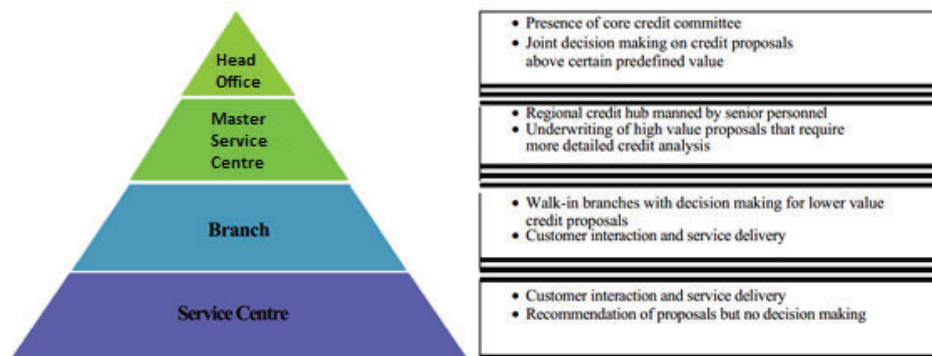 Head
Office
Master
Service
Centre
Branch
Service Centre
• Presence of core credit committee
• Joint decision making on credit proposals
above certain predefined value
• Regional credit hub manned by senior personnel
• Underwriting of high value proposals that require
more detailed credit analysis
• Walk-in branches with decision making for lower value
credit proposals
• Customer interaction and service delivery
• Customer interaction and service delivery
• Recommendation of proposals but no decision making